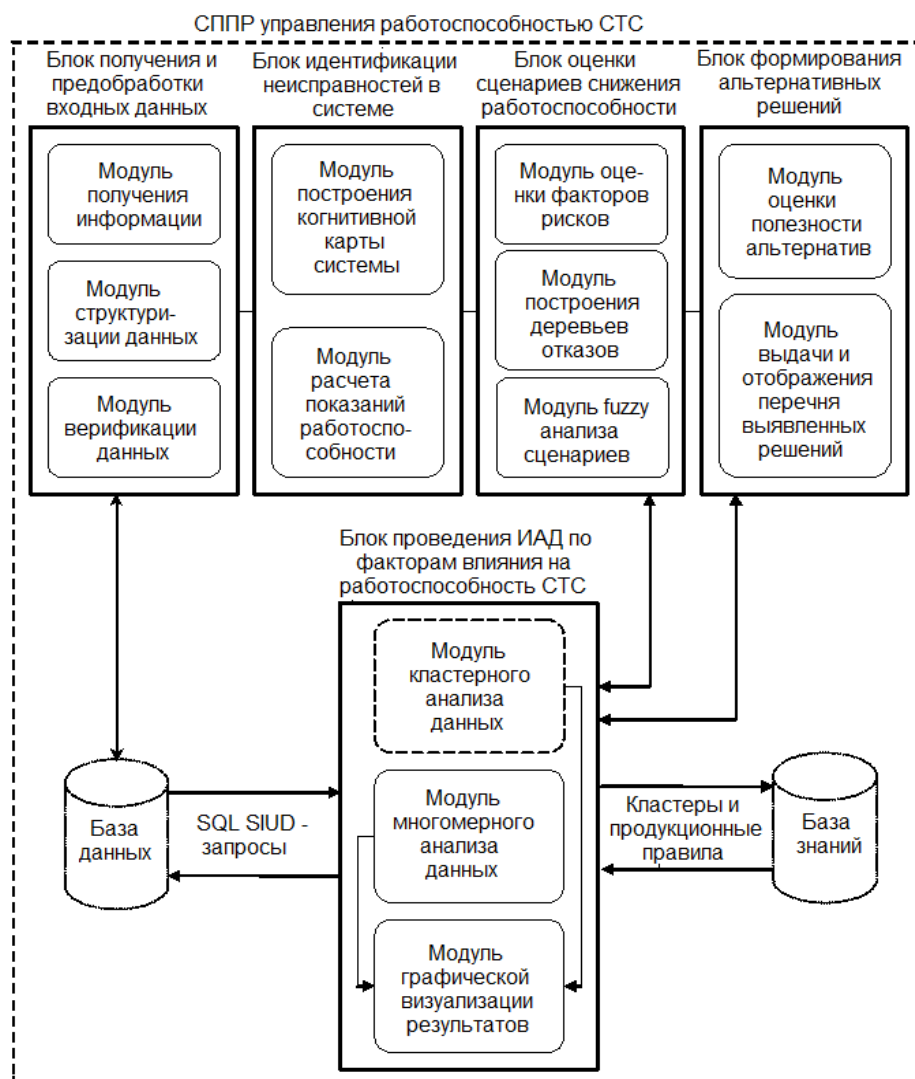 СППР управления работоспособностью СТС
Блок получения и
предобработки
входных данных
Модуль
получения
информации
Модуль
структури-
зации данных
Модуль
верификации
данных
Блок идентификации
неисправностей в
системе
Модуль
построения
когнитивной
карты
системы
Модуль
расчета
показаний
работоспо-
собности
Блок оценки
сценариев снижения
работоспособности
Модуль оце-
нки факторов
рисков
Модуль
построения
деревьев
отказов
Модуль fuzzy
анализа
сценариев
Блок формирования
альтернативных
решений
Модуль
оценки
полезности
альтернатив
Модуль
выдачи и
отображения
перечня
выявленных
решений
Блок проведения ИАД по
факторам влияния на
работоспособность СТС
Модуль
кластерного
анализа
данных
Модуль
многомерного
анализа
данных
Модуль
графической
визуализации
результатов
База
данных
SQL SIUD -
запросы
Кластеры и
продукционные
правила
База
знаний